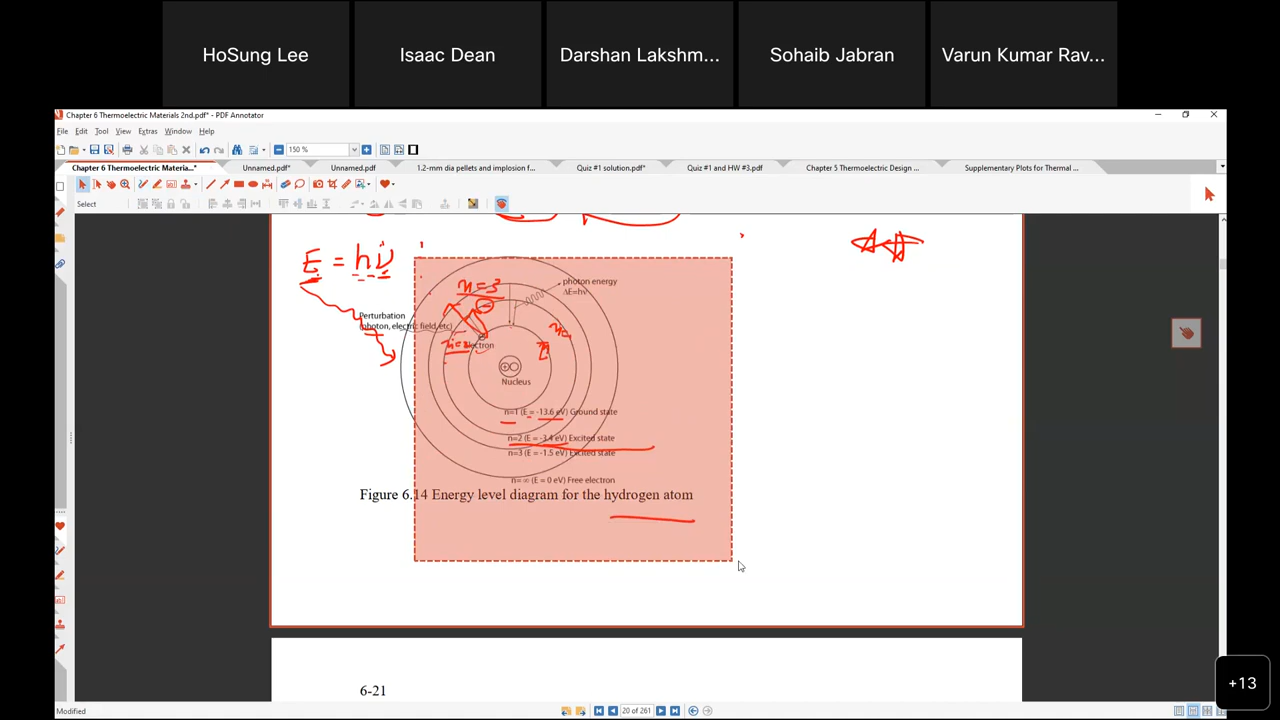 HoSung Lee
Isaac Dean
Darshan Lakshm...
Sohaib Jabran
Varun Kumar Rav...
Chapter 6 Thermoelectric Materials 2nd.pdf* - PDF Annotator
File Edit Tool View Extras Window Help
150 %
Chapter 6 Thermoelectric Materia...*
Unnamed.pdf*
Unnamed.pdf
1.2-mm dia pellets and implosion f...
Quiz #1 solution.pdf*
Quiz #1 and HW #3.pdf
Chapter 5 Thermoelectric Design ...
Supplementary Plots for Thermal ...
Select
E = hν
n=3
photon energy
ΔE=hν
Perturbation
(photon, electric field, etc)
electron
Nucleus
n=1 (E = -13.6 eV) Ground state
n=2 (E = -3.4 eV) Excited state
n=3 (E = -1.5 eV) Excited state
n= ∞ (E = 0 eV) Free electron
Figure 6.14 Energy level diagram for the hydrogen atom
6-21
+13
Modified
20 of 261